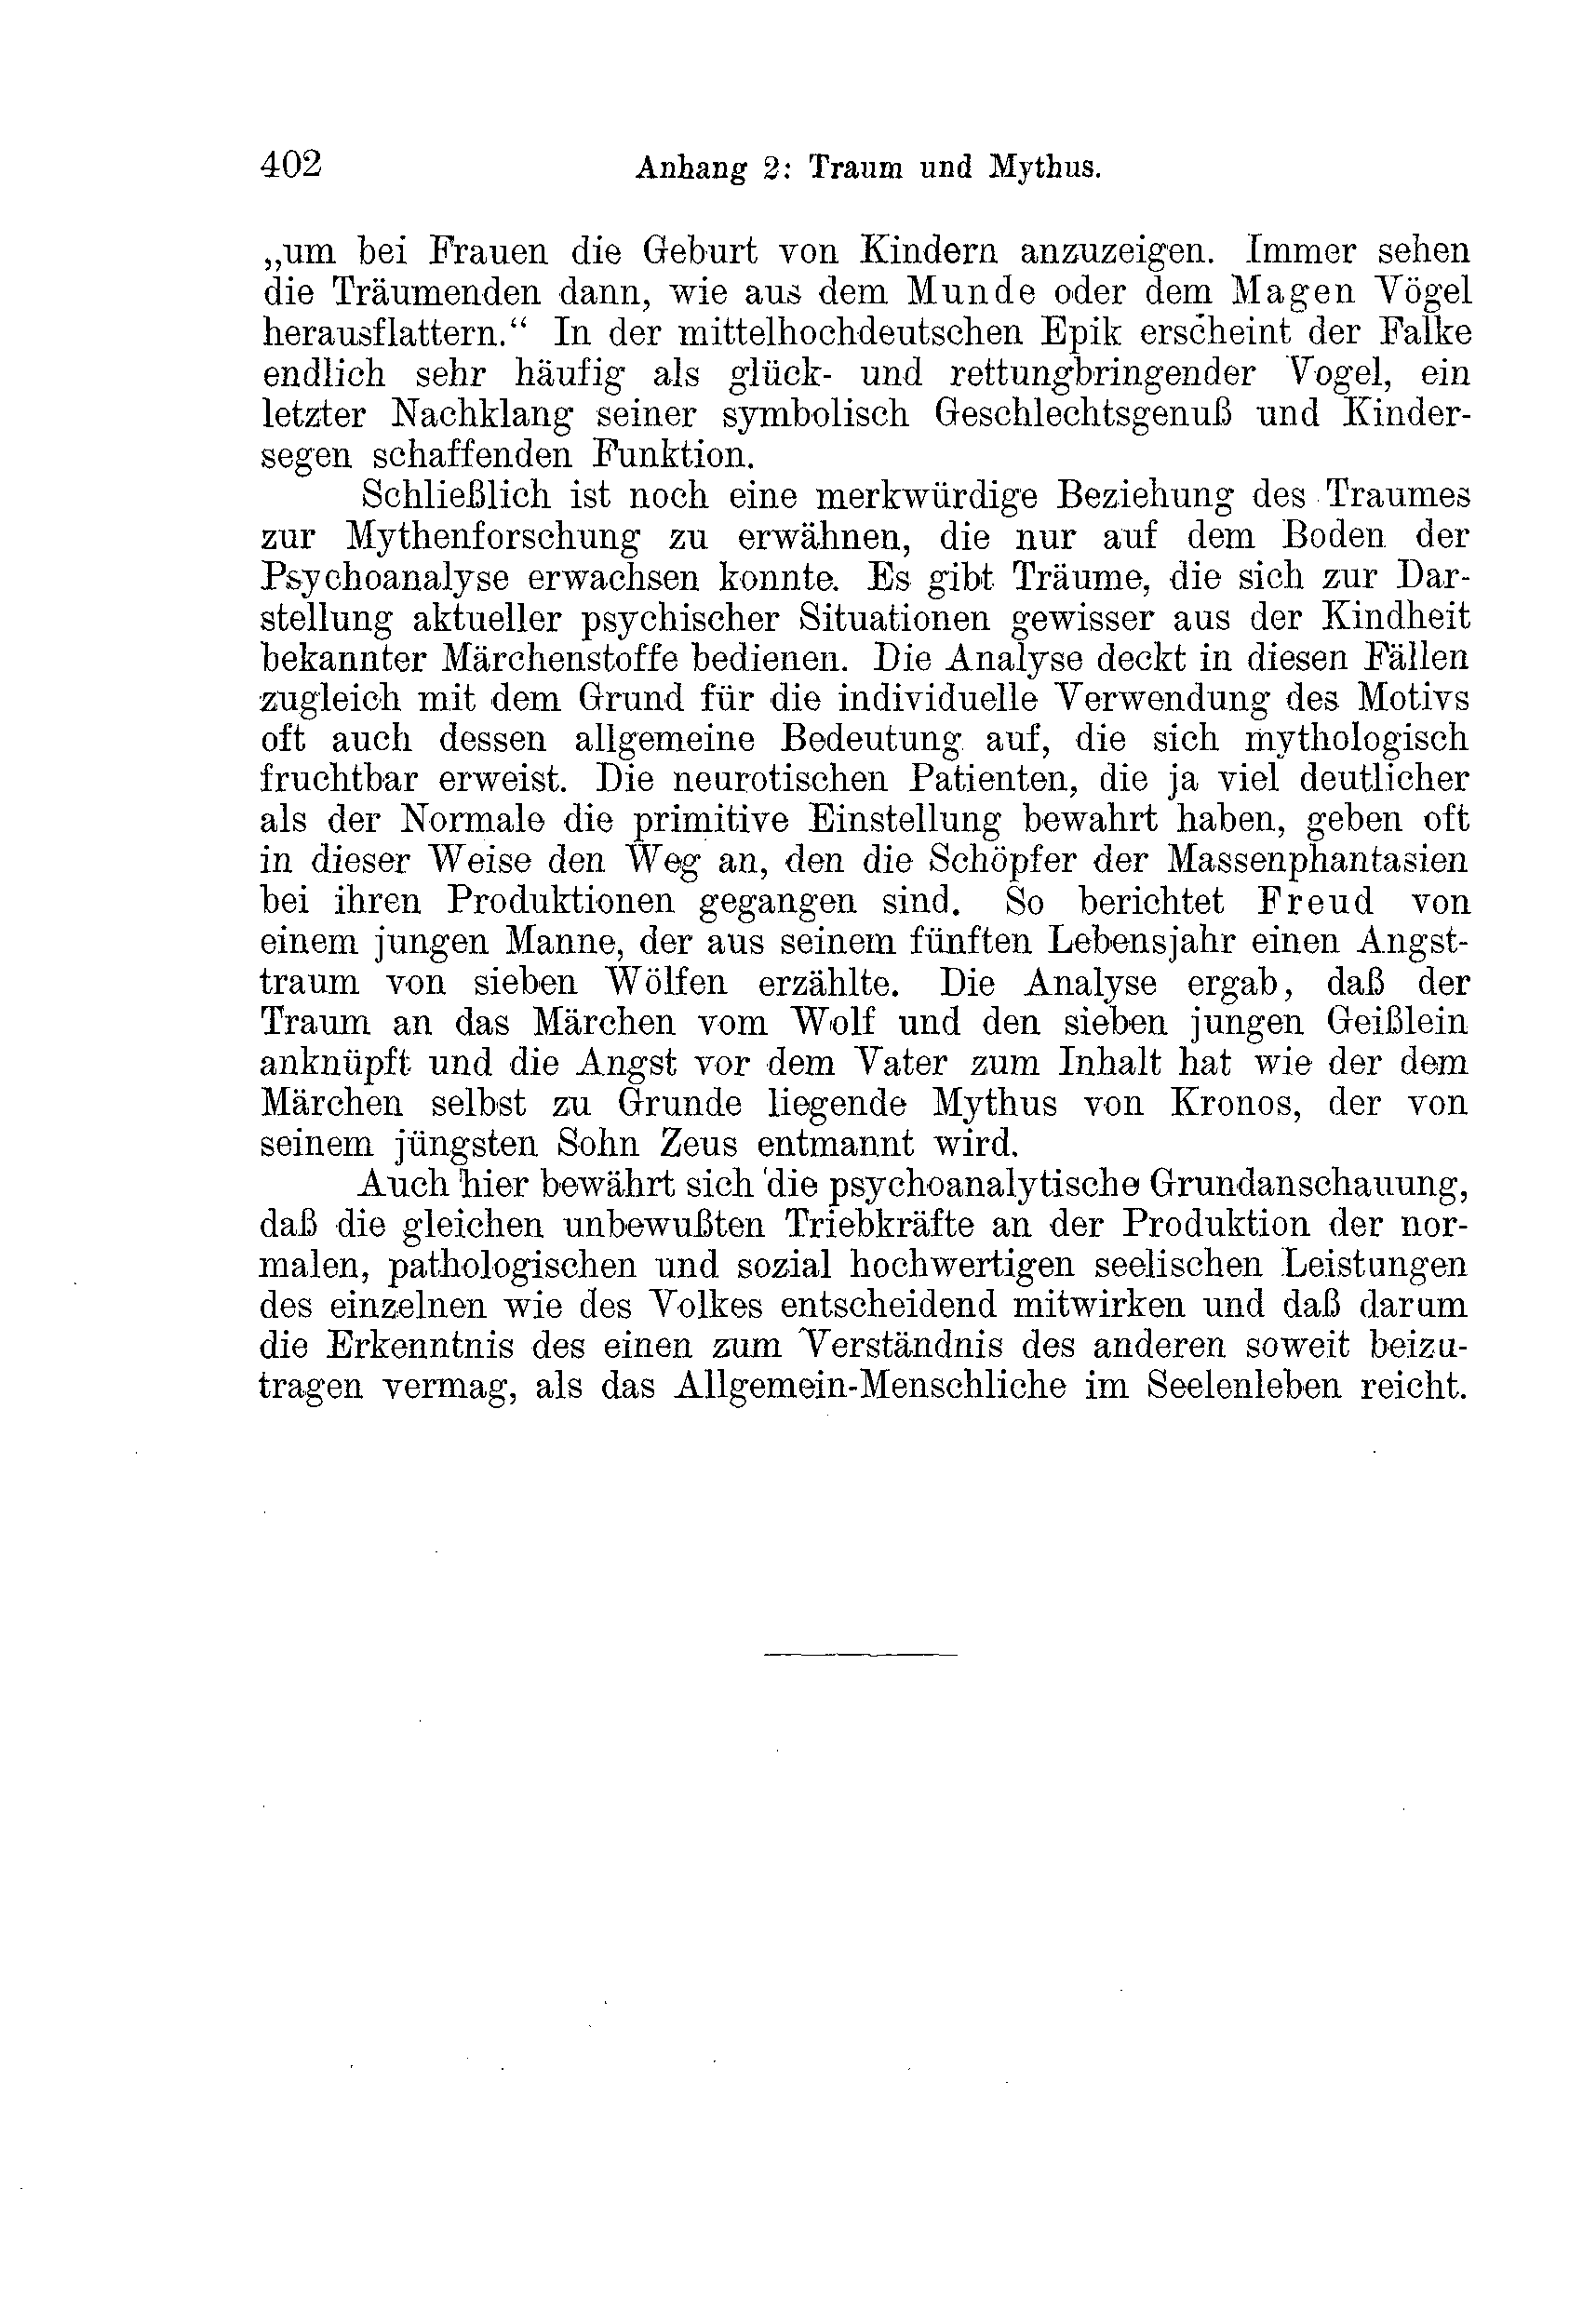 402
Anhang 2: Traum und Mythus.
„um bei Frauen die Geburt von Kindern anzuzeigen. Immer sehen
die Träumenden dann, wie aus dem Munde oder dem Magen Vögel
herausflattern.“ In der mittelhochdeutschen Epik erscheint der Falke
endlich sehr häufig als glück- und rettungbringender Vogel, ein
letzter Nachklang seiner symbolisch Geschlechtsgenuß und Kinder-
segen schaffenden Funktion.
Schließlich ist noch eine merkwürdige Beziehung des Traumes
zur Mythenforschung zu erwähnen, die nur auf dem Boden der
Psychoanalyse erwachsen konnte. Es gibt Träume, die sich zur Dar-
stellung aktueller psychischer Situationen gewisser aus der Kindheit
bekannter Märchenstoffe bedienen. Die Analyse deckt in diesen Fällen
zugleich mit dem Grund für die individuelle Verwendung des Motivs
oft auch dessen allgemeine Bedeutung auf, die sich mythologisch
fruchtbar erweist. Die neurotischen Patienten, die ja viel deutlicher
als der Normale die primitive Einstellung bewahrt haben, geben oft
in dieser Weise den Weg an, den die Schöpfer der Massenphantasien
bei ihren Produktionen gegangen sind. So berichtet Freud von
einem jungen Manne, der aus seinem fünften Lebensjahr einen Angst-
traum von sieben Wölfen erzählte. Die Analyse ergab, daß der
Traum an das Märchen vom Wolf und den sieben jungen Geißlein
anknüpft und die Angst vor dem Vater zum Inhalt hat wie der dem
Märchen selbst zu Grunde liegende Mythus von Kronos, der von
seinem jüngsten Sohn Zeus entmannt wird.
Auch hier bewährt sich die psychoanalytische Grundanschauung,
daß die gleichen unbewußten Triebkräfte an der Produktion der nor-
malen, pathologischen und sozial hochwertigen seelischen Leistungen
des einzelnen wie des Volkes entscheidend mitwirken und daß darum
die Erkenntnis des einen zum Verständnis des anderen soweit beizu-
tragen vermag, als das Allgemein-Menschliche im Seelenleben reicht.